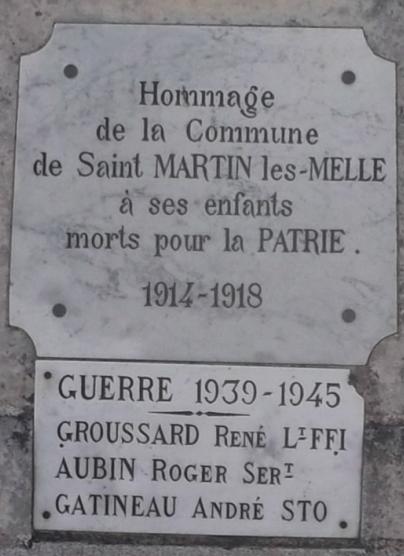 Hommage
de la Commune
de Saint MARTIN les-MELLE
à ses enfants
morts pour la PATRIE.
1914-1918
GUERRE 1939-1945
GROUSSARD RENÉ LT FFI
AUBIN ROGER SERT
GATINEAU ANDRÉ STO